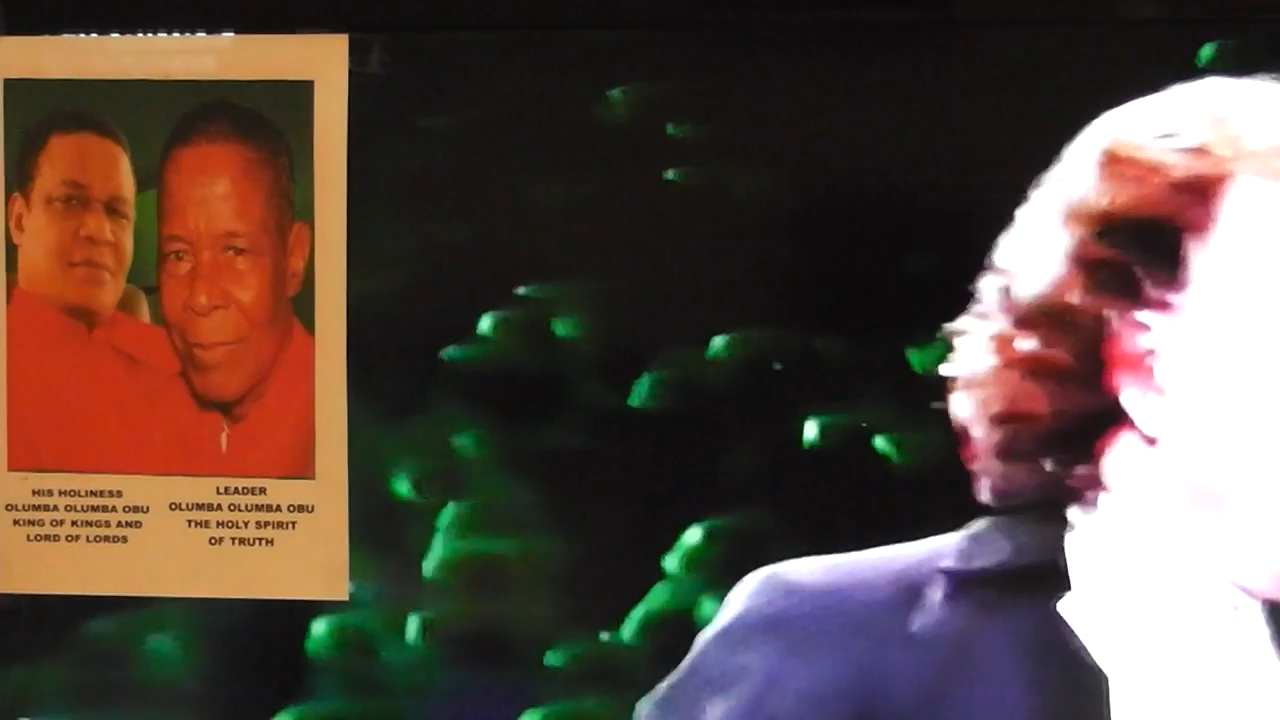 HIS HOLINESS
OLUMBA OLUMBA OBU
KING OF KINGS AND
LORD OF LORDS
LEADER
OLUMBA OLUMBA OBU
THE HOLY SPIRIT
OF TRUTH